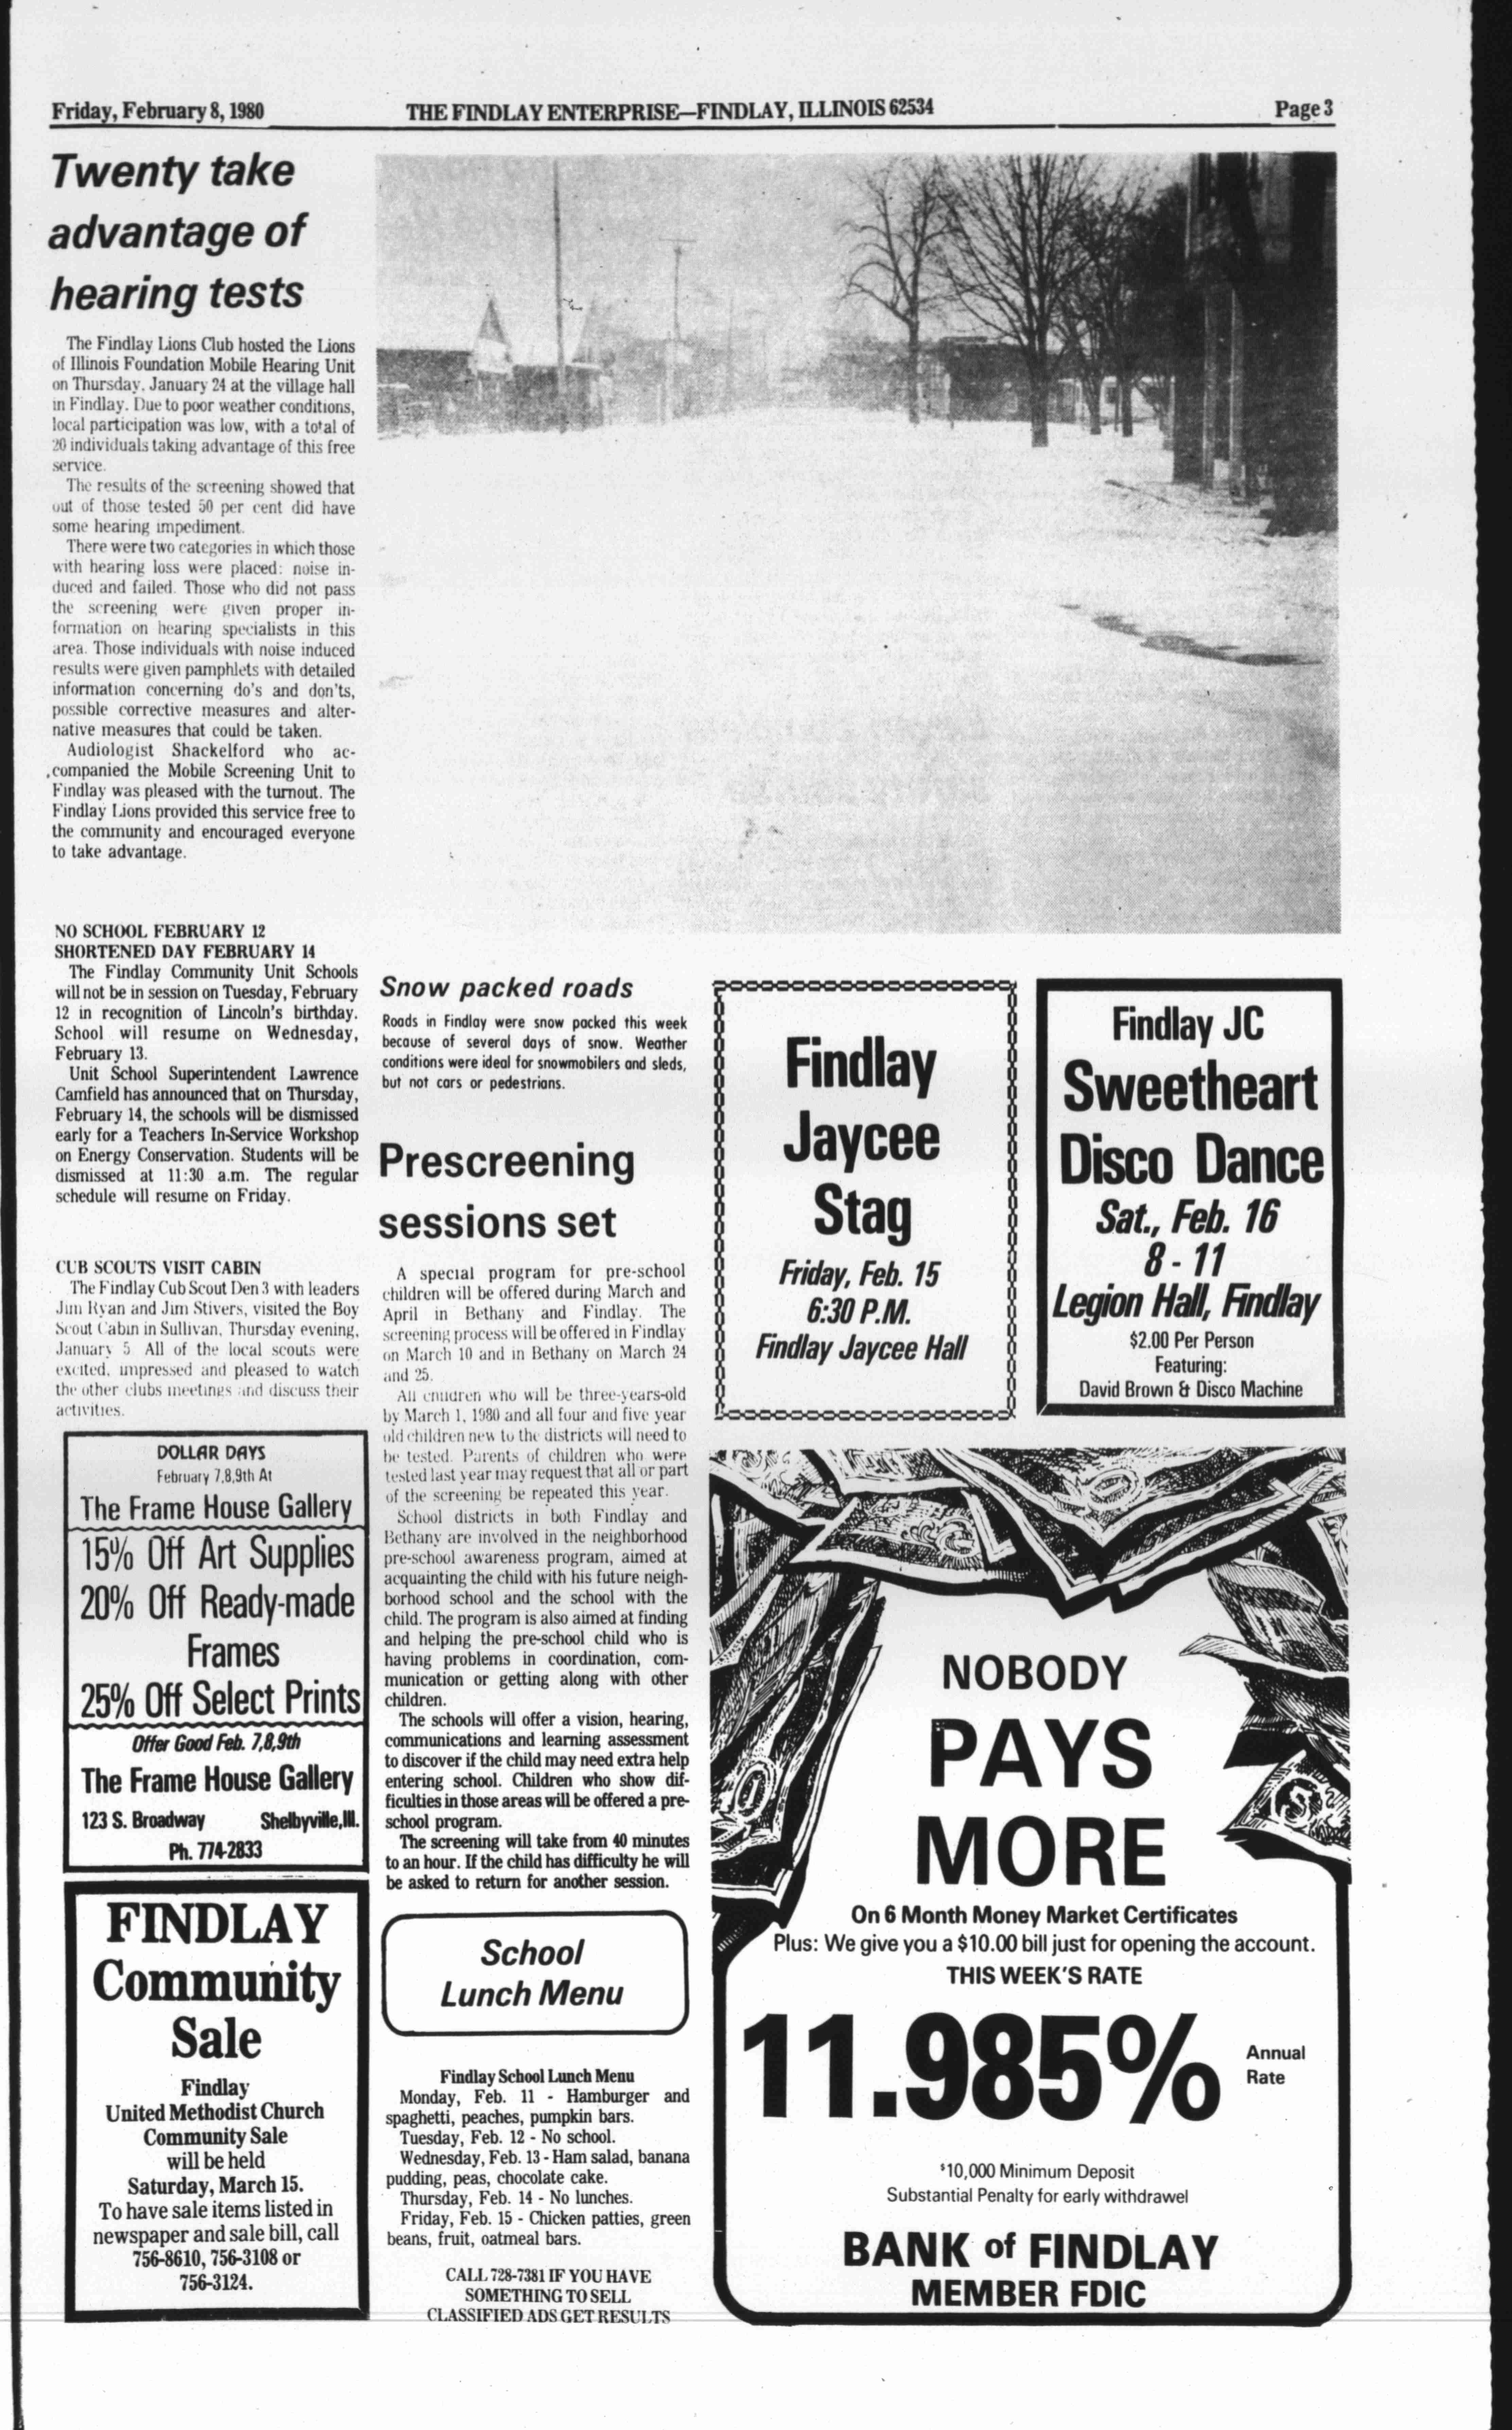 Friday, February 8, 1980
THE FINDLAY ENTERPRISE—FINDLAY, ILLINOIS 62534
Page 3
Twenty take
advantage of
hearing tests
The Findlay Lions Club hosted the Lions
of Illinois Foundation Mobile Hearing Unit
on Thursday, January 24 at the village hall
in Findlay. Due to poor weather conditions,
local participation was low, with a total of
20 individuals taking advantage of this free
service.
The results of the screening showed that
out of those tested 50 per cent did have
some hearing impediment.
There were two categories in which those
with hearing loss were placed: noise in-
duced and failed. Those who did not pass
the screening were given proper in-
formation on hearing specialists in this
area. Those individuals with noise induced
results were given pamphlets with detailed
information concerning do's and don'ts,
possible corrective measures and alter-
native measures that could be taken.
Audiologist Shackelford who ac-
companied the Mobile Screening Unit to
Findlay was pleased with the turnout. The
Findlay Lions provided this service free to
the community and encouraged everyone
to take advantage.
NO SCHOOL FEBRUARY 12
SHORTENED DAY FEBRUARY 14
The Findlay Community Unit Schools
will not be in session on Tuesday, February
12 in recognition of Lincoln's birthday.
School will resume on Wednesday,
February 13.
Unit School Superintendent Lawrence
Camfield has announced that on Thursday,
February 14, the schools will be dismissed
early for a Teachers In-Service Workshop
on Energy Conservation. Students will be
dismissed at 11:30 a.m. The regular
schedule will resume on Friday.
CUB SCOUTS VISIT CABIN
The Findlay Cub Scout Den 3 with leaders
Jim Ryan and Jim Stivers, visited the Boy
Scout Cabin in Sullivan, Thursday evening,
January 5 All of the local scouts were
excited, impressed and pleased to watch
the other clubs meetings and discuss their
activities.
DOLLAR DAYS
February 7,8,9th At
The Frame House Gallery
15% Off Art Supplies
20% Off Ready-made
Frames
25% Off Select Prints
Offer Good Feb. 7,8,9th
The Frame House Gallery
123 S. Broadway Shelbyville, Ill.
Ph. 774-2833
FINDLAY
Community
Sale
Findlay
United Methodist Church
Community Sale
will be held
Saturday, March 15.
To have sale items listed in
newspaper and sale bill, call
756-8610, 756-3108 or
756-3124.
Snow packed roads
Roads in Findlay were snow packed this week
because of several days of snow. Weather
conditions were ideal for snowmobilers and sleds,
but not cars or pedestrians.
Prescreening
sessions set
A special program for pre-school
children will be offered during March and
April in Bethany and Findlay. The
screening process will be offered in Findlay
on March 10 and in Bethany on March 24
and 25.
All children who will be three-years-old
by March 1, 1980 and all four and five year
old children new to the districts will need to
be tested. Parents of children who were
tested last year may request that all or part
of the screening be repeated this year.
School districts in both Findlay and
Bethany are involved in the neighborhood
pre-school awareness program, aimed at
acquainting the child with his future neigh-
borhood school and the school with the
child. The program is also aimed at finding
and helping the pre-school child who is
having problems in coordination, com-
munication or getting along with other
children.
The schools will offer a vision, hearing,
communications and learning assessment
to discover if the child may need extra help
entering school. Children who show dif-
ficulties in those areas will be offered a pre-
school program.
The screening will take from 40 minutes
to an hour. If the child has difficulty he will
be asked to return for another session.
School
Lunch Menu
Findlay School Lunch Menu
Monday, Feb. 11 - Hamburger and
spaghetti, peaches, pumpkin bars.
Tuesday, Feb. 12 - No school.
Wednesday, Feb. 13 - Ham salad, banana
pudding, peas, chocolate cake.
Thursday, Feb. 14 - No lunches.
Friday, Feb. 15 - Chicken patties, green
beans, fruit, oatmeal bars.
CALL 728-7381 IF YOU HAVE
SOMETHING TO SELL
CLASSIFIED ADS GET RESULTS
Findlay
Jaycee
Stag
Friday, Feb. 15
6:30 P.M.
Findlay Jaycee Hall
Findlay JC
Sweetheart
Disco Dance
Sat., Feb. 16
8 - 11
Legion Hall, Findlay
$2.00 Per Person
Featuring:
David Brown & Disco Machine
NOBODY
PAYS
MORE
On 6 Month Money Market Certificates
Plus: We give you a $10.00 bill just for opening the account.
THIS WEEK'S RATE
11.985% Annual
Rate
$10,000 Minimum Deposit
Substantial Penalty for early withdrawel
BANK of FINDLAY
MEMBER FDIC